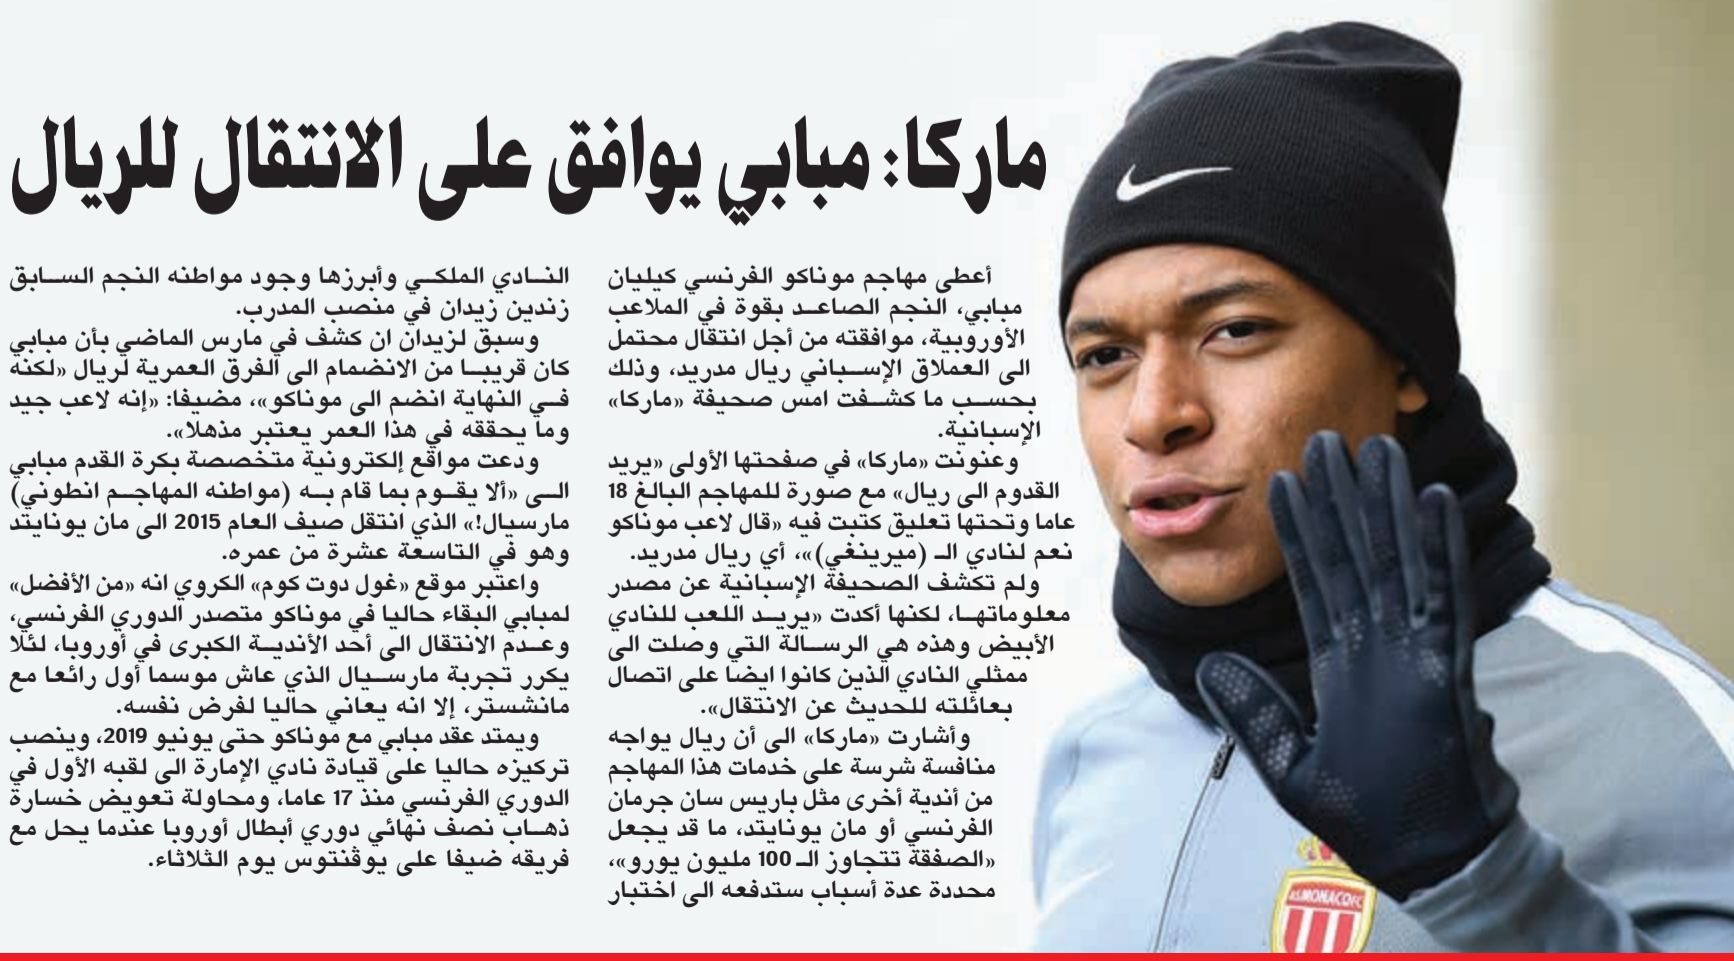 ماركا: مبابي يوافق على الانتقال للريال
أعطى مهاجم موناكو الفرنسي كيليان
مبابي، النجم الصاعد بقوة في الملاعب
الأوروبية، موافقته من أجل انتقال محتمل
الى العملاق الإسباني ريال مدريد، وذلك
بحسب ما كشفت امس صحيفة «ماركا»
الإسبانية.
وعنونت «ماركا» في صفحتها الأولى «يريد
القدوم الى ريال» مع صورة للمهاجم البالغ 18
عاما وتحتها تعليق كتبت فيه «قال لاعب موناكو
نعم لنادي الـ (ميرينغي)»، أي ريال مدريد.
ولم تكشف الصحيفة الإسبانية عن مصدر
معلوماتها، لكنها أكدت «يريد اللعب للنادي
الأبيض وهذه هي الرسالة التي وصلت الى
ممثلي النادي الذين كانوا ايضا على اتصال
بعائلته للحديث عن الانتقال».
وأشارت «ماركا» الى أن ريال يواجه
منافسة شرسة على خدمات هذا المهاجم
من أندية أخرى مثل باريس سان جرمان
الفرنسي أو مان يونايتد، ما قد يجعل
«الصفقة تتجاوز الـ 100 مليون يورو»،
محددة عدة أسباب ستدفعه الى اختبار
النادي الملكي وأبرزها وجود مواطنه النجم السابق
زندين زيدان في منصب المدرب.
وسبق لزيدان ان كشف في مارس الماضي بأن مبابي
كان قريبا من الانضمام الى الفرق العمرية لريال «لكنه
في النهاية انضم الى موناكو»، مضيفا: «إنه لاعب جيد
وما يحققه في هذا العمر يعتبر مذهلا».
ودعت مواقع إلكترونية متخصصة بكرة القدم مبابي
الى «ألا يقوم بما قام به (مواطنه المهاجم انطوني)
مارسيال!» الذي انتقل صيف العام 2015 الى مان يونايتد
وهو في التاسعة عشرة من عمره.
واعتبر موقع «غول دوت كوم» الكروي انه «من الأفضل»
لمبابي البقاء حاليا في موناكو متصدر الدوري الفرنسي،
وعدم الانتقال الى أحد الأندية الكبرى في أوروبا، لئلا
يكرر تجربة مارسيال الذي عاش موسما أول رائعا مع
مانشستر، إلا انه يعاني حاليا لفرض نفسه.
ويمتد عقد مبابي مع موناكو حتى يونيو 2019، وينصب
تركيزه حاليا على قيادة نادي الإمارة الى لقبه الأول في
الدوري الفرنسي منذ 17 عاما، ومحاولة تعويض خسارة
ذهاب نصف نهائي دوري أبطال أوروبا عندما يحل مع
فريقه ضيفا على يوڤنتوس يوم الثلاثاء.
AS MONACO FC